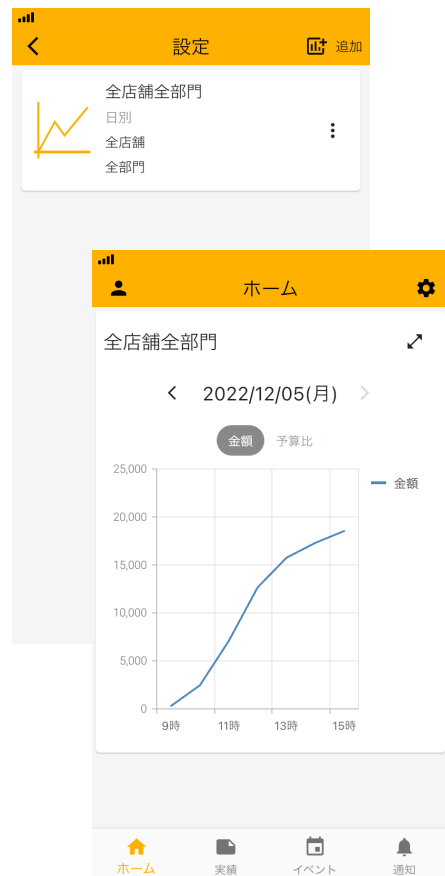 設定
追加
全店舗全部門
日別
全店舗
全部門
ホーム
全店舗全部門
2022/12/05(月)
金額
予算比
25,000
20,000
15,000
10,000
5,000
0
9時
11時
13時
15時
金額
ホーム
実績
イベント
通知